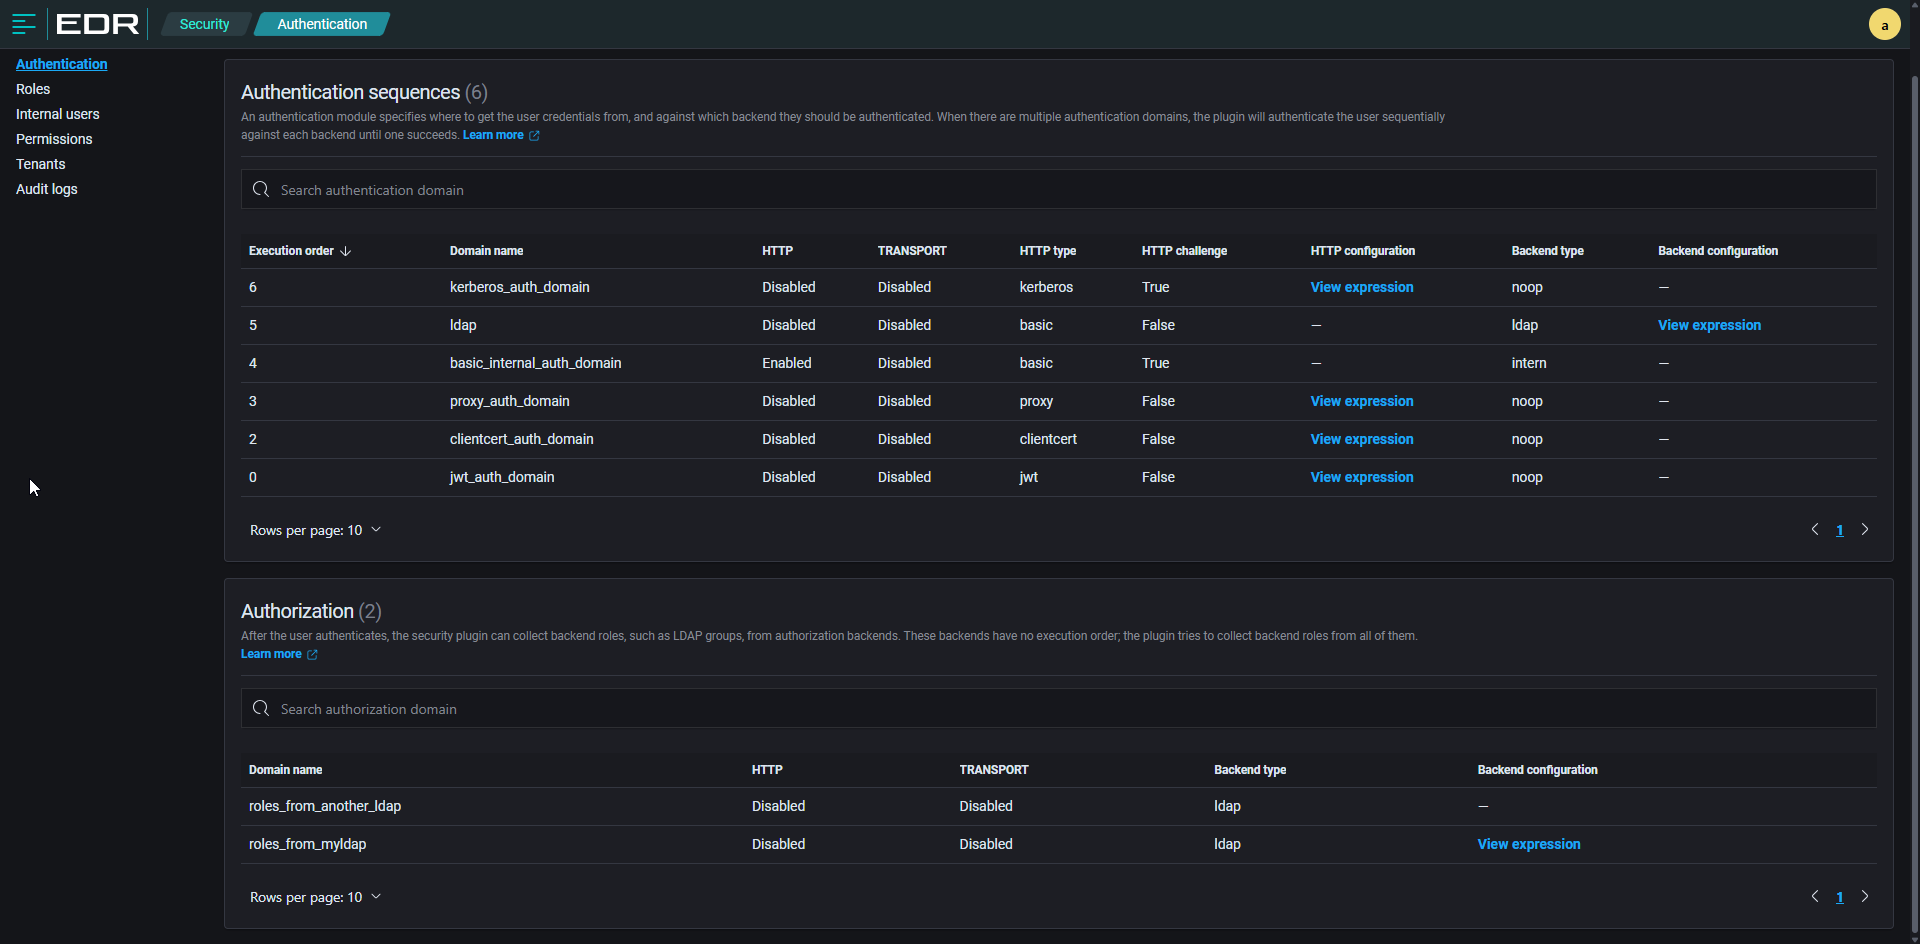 EDR Security Authentication a
Authentication
Roles
Internal users
Permissions
Tenants
Audit logs
Authentication sequences (6)
An authentication module specifies where to get the user credentials from, and against which backend they should be authenticated. When there are multiple authentication domains, the plugin will authenticate the user sequentially
against each backend until one succeeds. Learn more
Search authentication domain
Execution order Domain name HTTP TRANSPORT HTTP type HTTP challenge HTTP configuration Backend type Backend configuration
6 kerberos_auth_domain Disabled Disabled kerberos True View expression noop —
5 ldap Disabled Disabled basic False — ldap View expression
4 basic_internal_auth_domain Enabled Disabled basic True — intern —
3 proxy_auth_domain Disabled Disabled proxy False View expression noop —
2 clientcert_auth_domain Disabled Disabled clientcert False View expression noop —
0 jwt_auth_domain Disabled Disabled jwt False View expression noop —
Rows per page: 10 1
Authorization (2)
After the user authenticates, the security plugin can collect backend roles, such as LDAP groups, from authorization backends. These backends have no execution order; the plugin tries to collect backend roles from all of them.
Learn more
Search authorization domain
Domain name HTTP TRANSPORT Backend type Backend configuration
roles_from_another_ldap Disabled Disabled ldap —
roles_from_myldap Disabled Disabled ldap View expression
Rows per page: 10 1